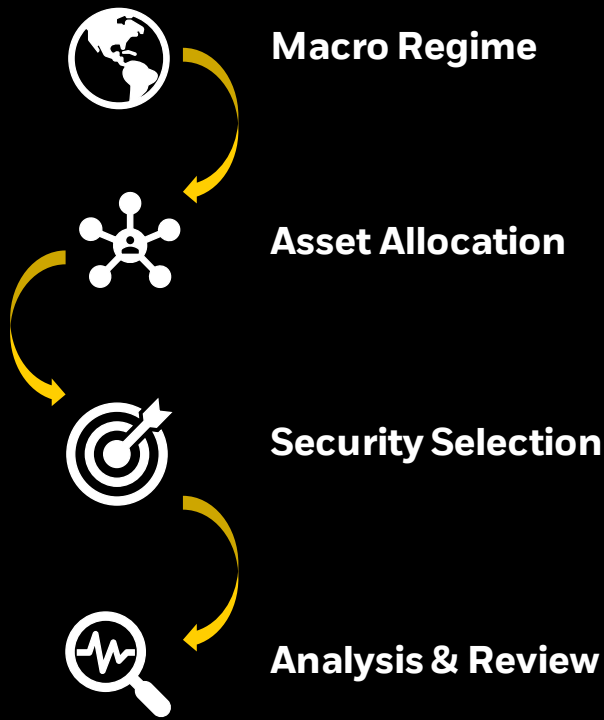 Macro Regime
Asset Allocation
Security Selection
Analysis & Review